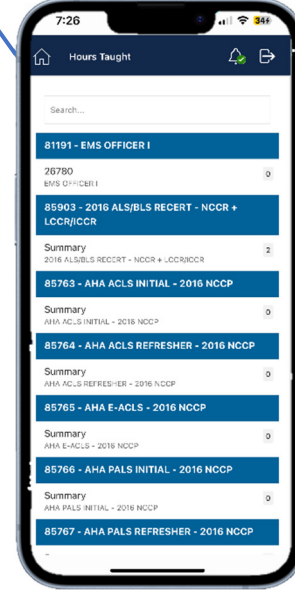 7:26
34
Hours Taught
Search...
81191 - EMS OFFICER I
26780
0
EMS OFFICER I
85903 - 2016 ALS/BLS RECERT - NCCR +
LCCR/ICCR
Summary
2
2016 ALS/BLS RECERT - NCCR + LCCR/ICCR
85763 - AHA ACLS INITIAL - 2016 NCCP
Summary
0
AHA ACLS INITIAL - 2016 NCCP
85764 - AHA ACLS REFRESHER - 2016 NCCP
Summary
0
AHA ACLS REFRESHER - 2016 NCCP
85765 - AHA E-ACLS - 2016 NCCP
Summary
0
AHA E-ACLS - 2016 NCCP
85766 - AHA PALS INITIAL - 2016 NCCP
Summary
0
AHA PALS INITIAL - 2016 NCCP
85767 - AHA PALS REFRESHER - 2016 NCCP